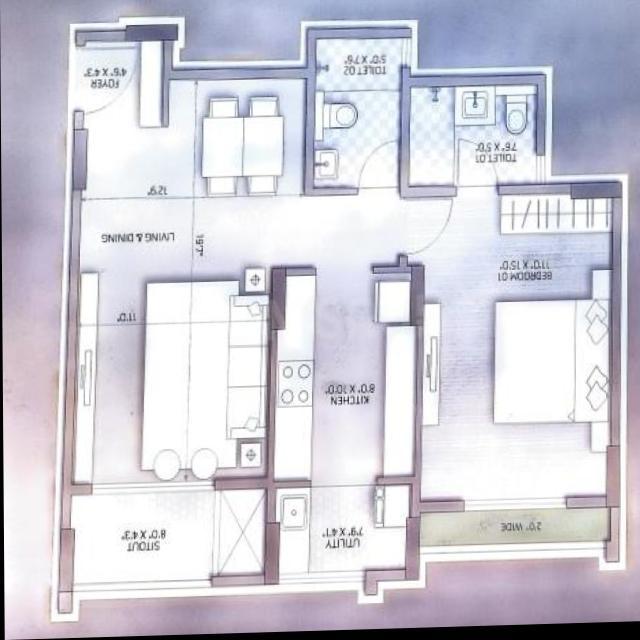 2'0" WIDE
UTILITY
7'9" X 4'1"
SITOUT
8'0" X 4'3"
KITCHEN
8'0" X 10'0"
11'0"
BEDROOM 01
11'0" X 15'0"
LIVING & DINING
19'7"
12'9"
TOILET 01
7'6" X 5'0"
TOILET 02
5'0" X 7'6"
FOYER
4'6" X 4'3"